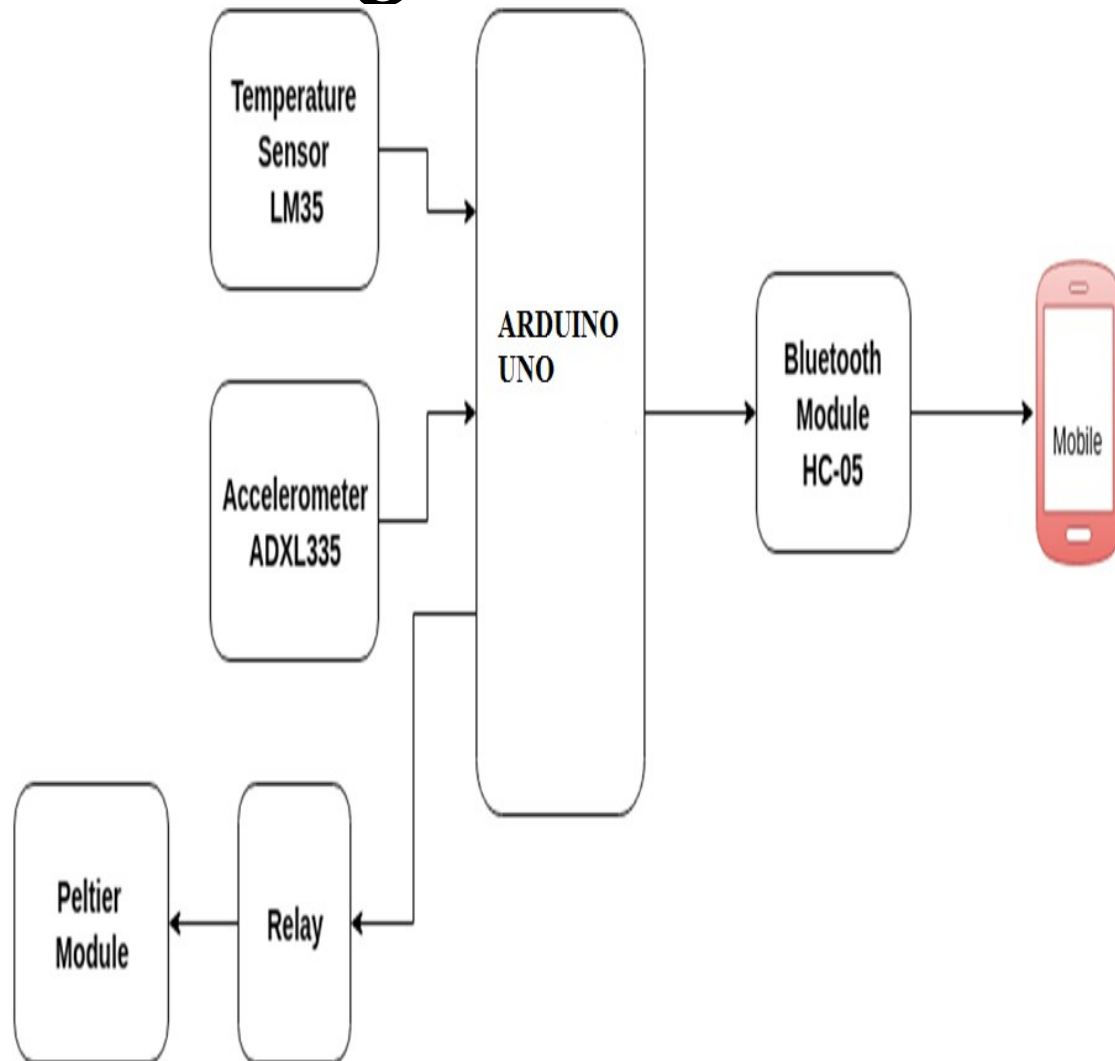 Temperature
Sensor
LM35
ARDUINO
UNO
Bluetooth
Module
HC-05
Mobile
Accelerometer
ADXL335
Peltier
Module
Relay